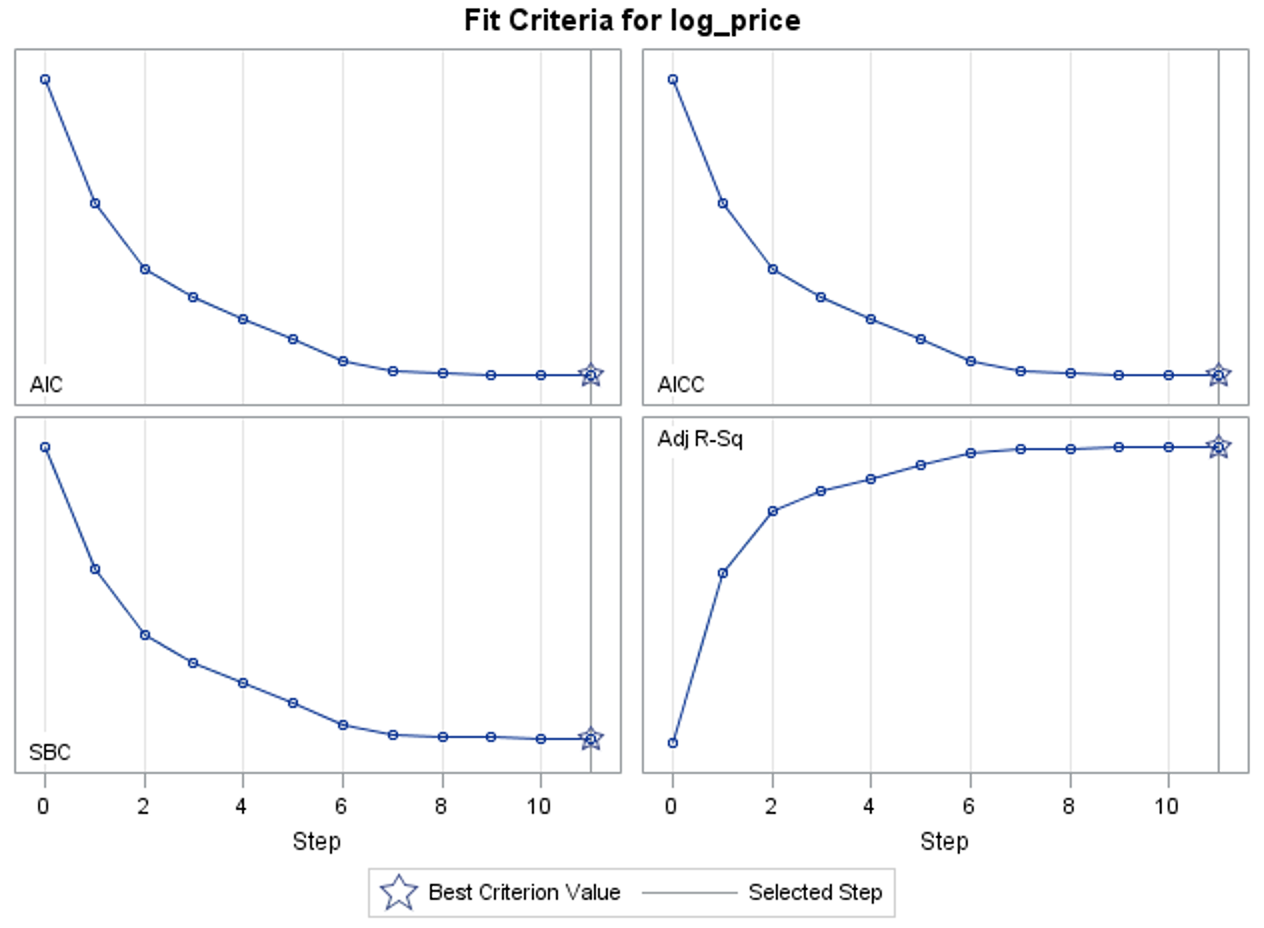 Fit Criteria for log_price
AIC
AICC
SBC
Adj R-Sq
0 2 4 6 8 10
Step
0 2 4 6 8 10
Step
Best Criterion Value
Selected Step